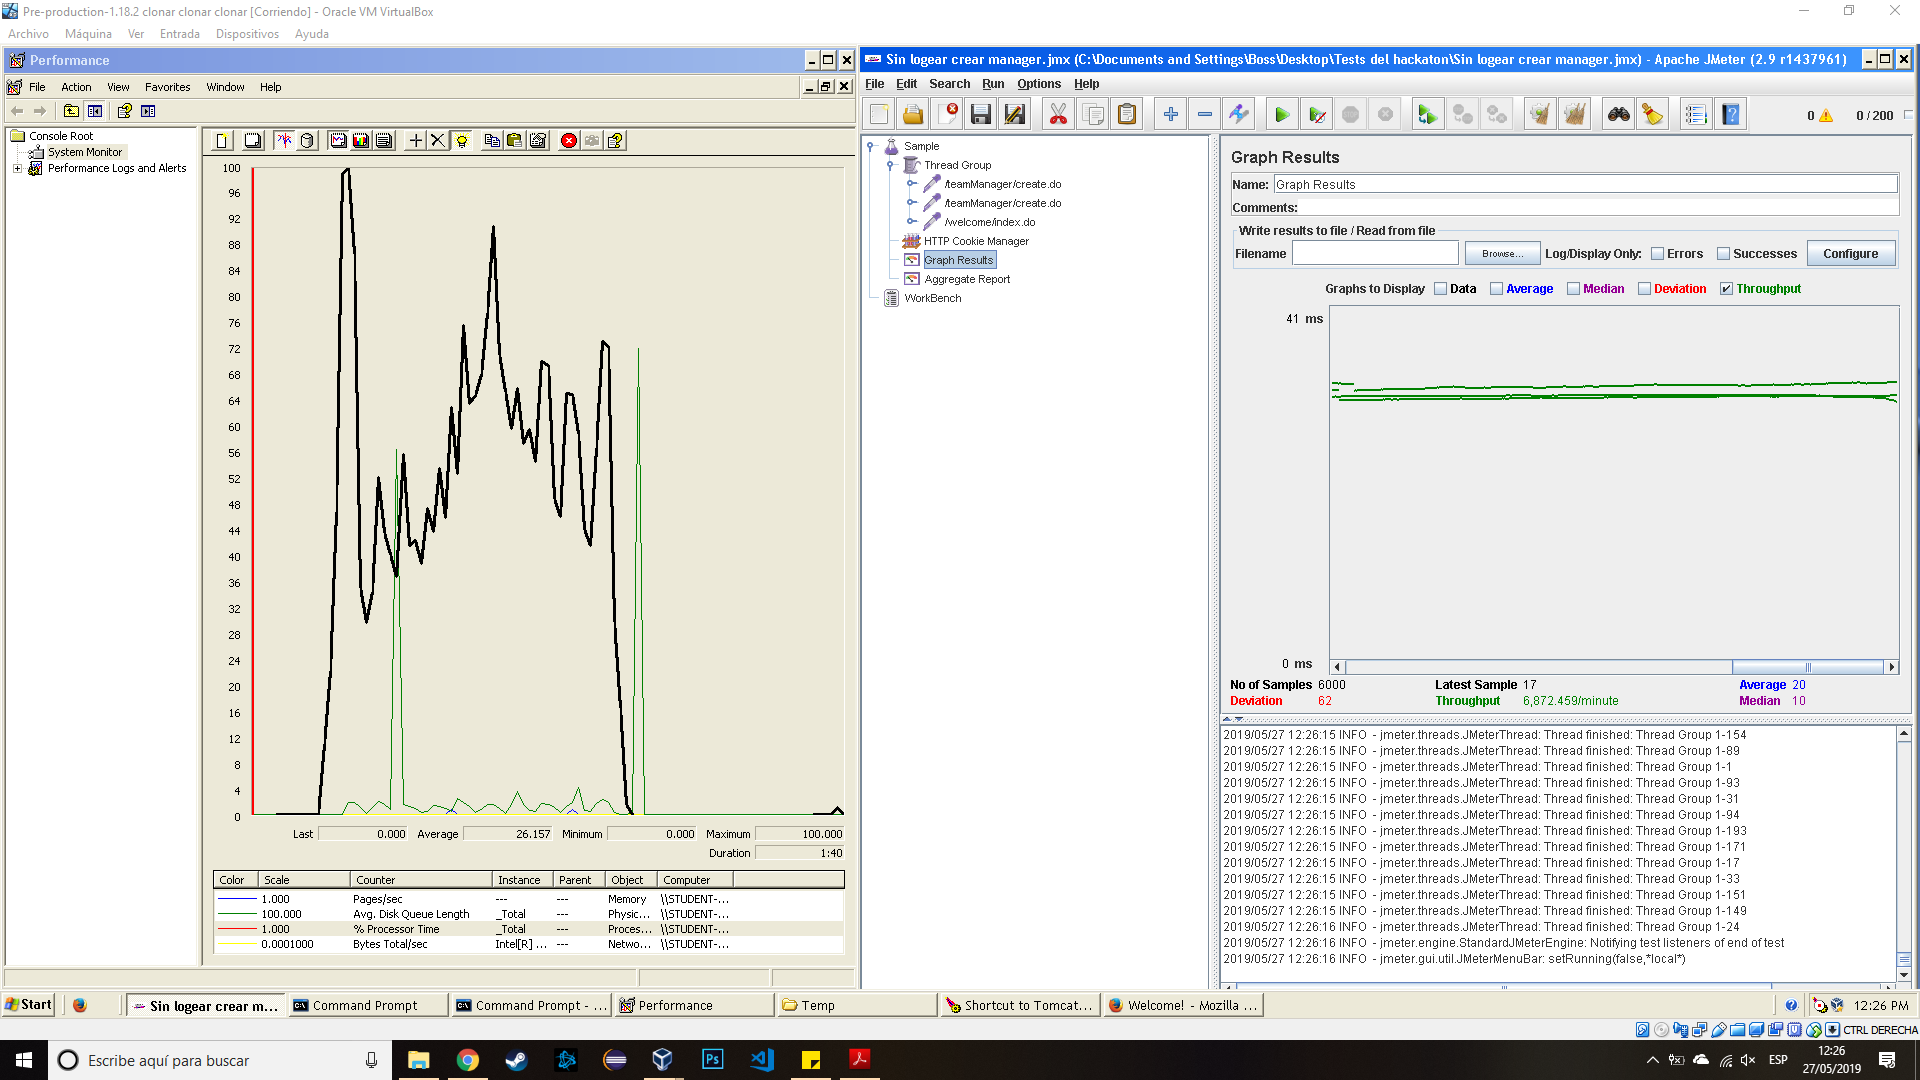 Pre-production-1.18.2 clonar clonar clonar [Corriendo] - Oracle VM VirtualBox
Archivo Máquina Ver Entrada Dispositivos Ayuda
Performance
File Action View Favorites Window Help
Console Root
System Monitor
Performance Logs and Alerts
100
96
92
88
84
80
76
72
68
64
60
56
52
48
44
40
36
32
28
24
20
16
12
8
4
0
Last 0.000 Average 26.157 Minimum 0.000 Maximum 100.000
Duration 1:40
Color Scale Counter Instance Parent Object Computer
1.000 Pages/sec --- --- Memory \\STUDENT-...
100.000 Avg. Disk Queue Length _Total --- Physic... \\STUDENT-...
1.000 % Processor Time _Total --- Proces... \\STUDENT-...
0.0001000 Bytes Total/sec Intel[R] ... --- Netwo... \\STUDENT-...
Sin logear crear manager.jmx (C:\Documents and Settings\Boss\Desktop\Tests del hackaton\Sin logear crear manager.jmx) - Apache JMeter (2.9 r1437961)
File Edit Search Run Options Help
0 0 / 200
Sample
Thread Group
/teamManager/create.do
/teamManager/create.do
/welcome/index.do
HTTP Cookie Manager
Graph Results
Aggregate Report
WorkBench
Graph Results
Name: Graph Results
Comments:
Write results to file / Read from file
Filename Browse... Log/Display Only: Errors Successes Configure
Graphs to Display Data Average Median Deviation Throughput
41 ms
0 ms
No of Samples 6000 Latest Sample 17 Average 20
Deviation 62 Throughput 6,872.459/minute Median 10
2019/05/27 12:26:15 INFO - jmeter.threads.JMeterThread: Thread finished: Thread Group 1-154
2019/05/27 12:26:15 INFO - jmeter.threads.JMeterThread: Thread finished: Thread Group 1-89
2019/05/27 12:26:15 INFO - jmeter.threads.JMeterThread: Thread finished: Thread Group 1-1
2019/05/27 12:26:15 INFO - jmeter.threads.JMeterThread: Thread finished: Thread Group 1-93
2019/05/27 12:26:15 INFO - jmeter.threads.JMeterThread: Thread finished: Thread Group 1-31
2019/05/27 12:26:15 INFO - jmeter.threads.JMeterThread: Thread finished: Thread Group 1-94
2019/05/27 12:26:15 INFO - jmeter.threads.JMeterThread: Thread finished: Thread Group 1-193
2019/05/27 12:26:15 INFO - jmeter.threads.JMeterThread: Thread finished: Thread Group 1-171
2019/05/27 12:26:15 INFO - jmeter.threads.JMeterThread: Thread finished: Thread Group 1-17
2019/05/27 12:26:15 INFO - jmeter.threads.JMeterThread: Thread finished: Thread Group 1-33
2019/05/27 12:26:15 INFO - jmeter.threads.JMeterThread: Thread finished: Thread Group 1-151
2019/05/27 12:26:15 INFO - jmeter.threads.JMeterThread: Thread finished: Thread Group 1-149
2019/05/27 12:26:15 INFO - jmeter.threads.JMeterThread: Thread finished: Thread Group 1-24
2019/05/27 12:26:16 INFO - jmeter.engine.StandardJMeterEngine: Notifying test listeners of end of test
2019/05/27 12:26:16 INFO - jmeter.gui.util.JMeterMenuBar: setRunning(false,*local*)
Start Sin logear crear m... Command Prompt Command Prompt - ... Performance Temp Shortcut to Tomcat... Welcome! - Mozilla ... 12:26 PM
CTRL DERECHA
Escribe aquí para buscar
Ps
ESP
12:26
27/05/2019